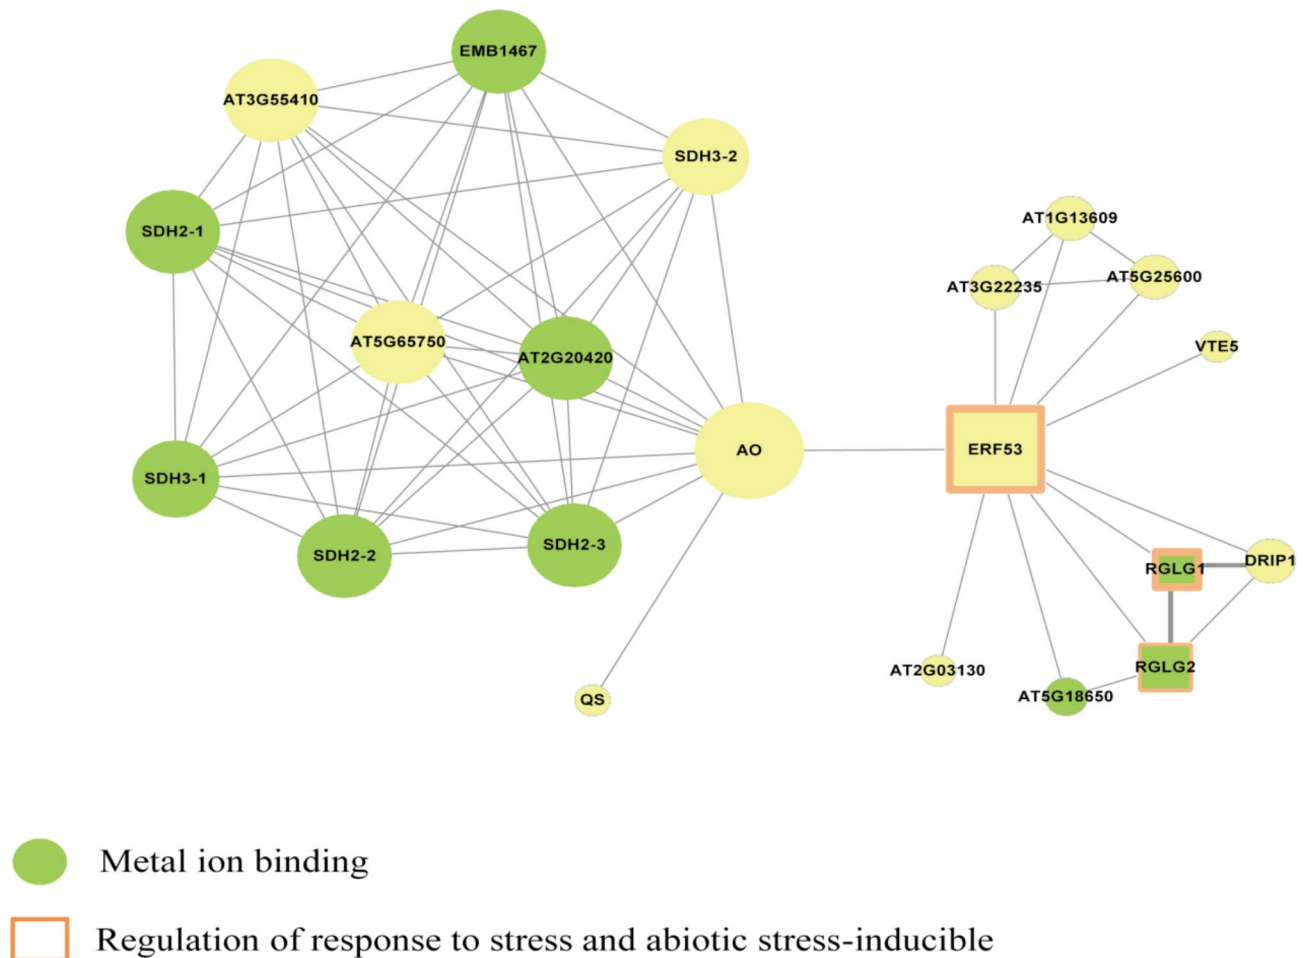 EMB1467
AT3G55410
SDH3-2
SDH2-1
AT1G13609
AT3G22235
AT5G25600
AT5G65750
AT2G20420
VTE5
AO
ERF53
SDH3-1
SDH2-2
SDH2-3
RGLG1
DRIP1
AT2G03130
RGLG2
AT5G18650
QS
Metal ion binding
Regulation of response to stress and abiotic stress-inducible